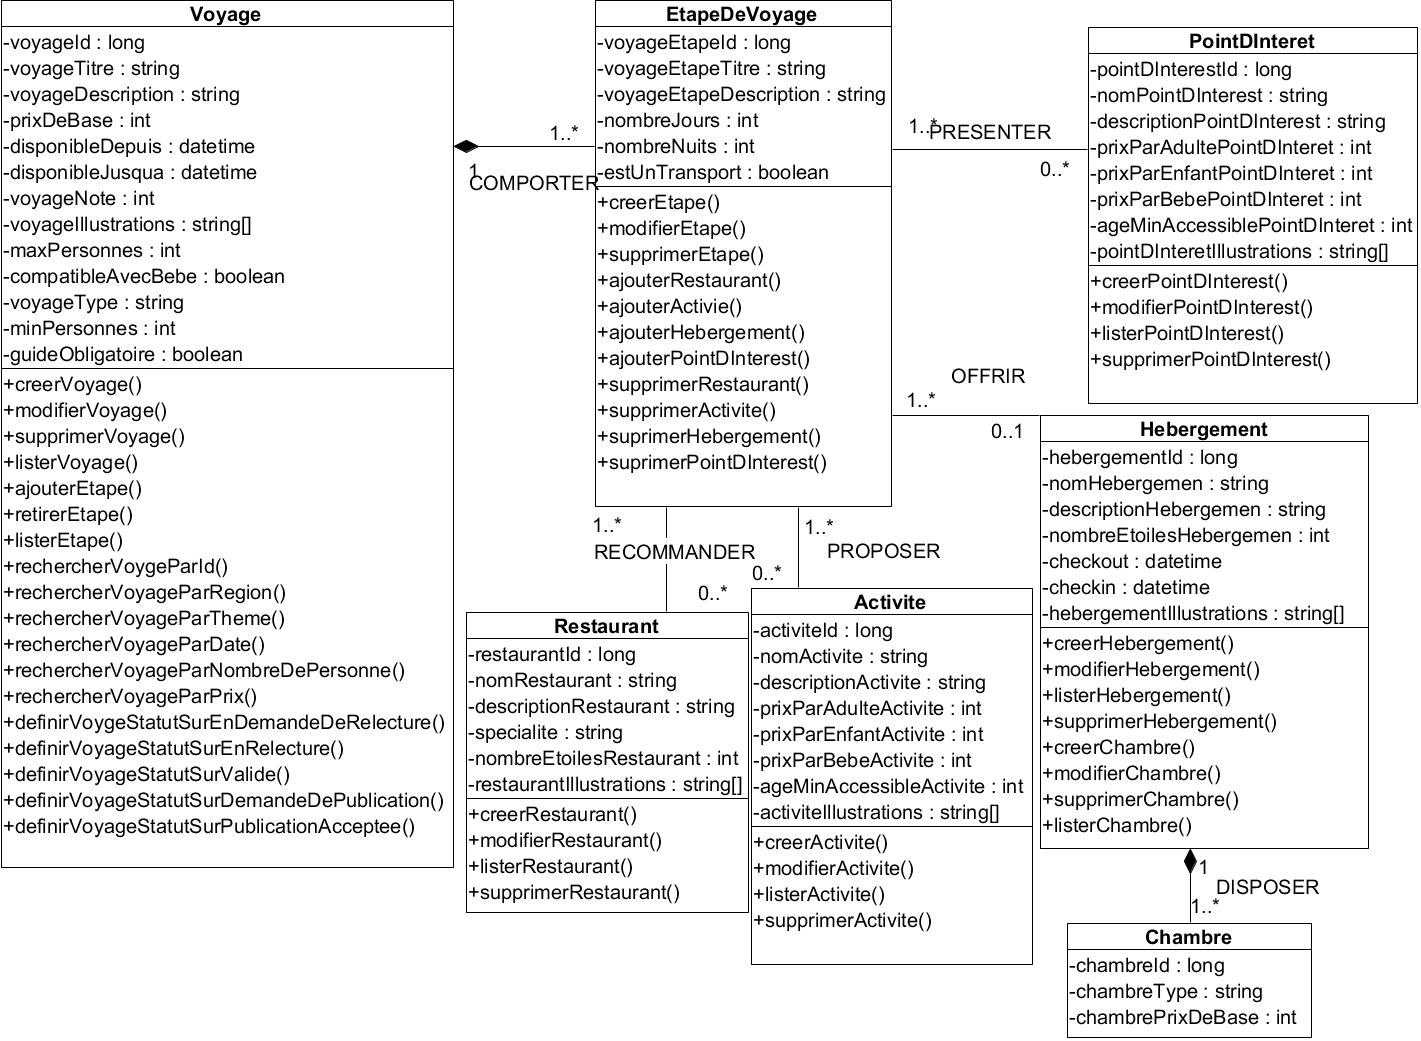 Voyage
-voyageId : long
-voyageTitre : string
-voyageDescription : string
-prixDeBase : int
-disponibleDepuis : datetime
-disponibleJusqua : datetime
-voyageNote : int
-voyageIllustrations : string[]
-maxPersonnes : int
-compatibleAvecBebe : boolean
-voyageType : string
-minPersonnes : int
-guideObligatoire : boolean
+creerVoyage()
+modifierVoyage()
+supprimerVoyage()
+listerVoyage()
+ajouterEtape()
+retirerEtape()
+listerEtape()
+rechercherVoygeParId()
+rechercherVoyageParRegion()
+rechercherVoyageParTheme()
+rechercherVoyageParDate()
+rechercherVoyageParNombreDePersonne()
+rechercherVoyageParPrix()
+definirVoygeStatutSurEnDemandeDeRelecture()
+definirVoyageStatutSurEnRelecture()
+definirVoyageStatutSurValide()
+definirVoyageStatutSurDemandeDePublication()
+definirVoyageStatutSurPublicationAcceptee()
1..*
1
COMPORTER
EtapeDeVoyage
-voyageEtapeId : long
-voyageEtapeTitre : string
-voyageEtapeDescription : string
-nombreJours : int
-nombreNuits : int
-estUnTransport : boolean
+creerEtape()
+modifierEtape()
+supprimerEtape()
+ajouterRestaurant()
+ajouterActivie()
+ajouterHebergement()
+ajouterPointDInterest()
+supprimerRestaurant()
+supprimerActivite()
+suprimerHebergement()
+suprimerPointDInterest()
1..*
PRESENTER
0..*
PointDInteret
-pointDInterestId : long
-nomPointDInterest : string
-descriptionPointDInterest : string
-prixParAdultePointDInteret : int
-prixParEnfantPointDInteret : int
-prixParBebePointDInteret : int
-ageMinAccessiblePointDInteret : int
-pointDInteretIllustrations : string[]
+creerPointDInterest()
+modifierPointDInterest()
+listerPointDInterest()
+supprimerPointDInterest()
OFFRIR
1..*
0..1
Hebergement
-hebergementId : long
-nomHebergemen : string
-descriptionHebergemen : string
-nombreEtoilesHebergemen : int
-checkout : datetime
-checkin : datetime
-hebergementIllustrations : string[]
+creerHebergement()
+modifierHebergement()
+listerHebergement()
+supprimerHebergement()
+creerChambre()
+modifierChambre()
+supprimerChambre()
+listerChambre()
1..*
RECOMMANDER
0..*
1..*
PROPOSER
0..*
Restaurant
-restaurantId : long
-nomRestaurant : string
-descriptionRestaurant : string
-specialite : string
-nombreEtoilesRestaurant : int
-restaurantIllustrations : string[]
+creerRestaurant()
+modifierRestaurant()
+listerRestaurant()
+supprimerRestaurant()
Activite
-activiteId : long
-nomActivite : string
-descriptionActivite : string
-prixParAdulteActivite : int
-prixParEnfantActivite : int
-prixParBebeActivite : int
-ageMinAccessibleActivite : int
-activiteIllustrations : string[]
+creerActivite()
+modifierActivite()
+listerActivite()
+supprimerActivite()
1
DISPOSER
1..*
Chambre
-chambreId : long
-chambreType : string
-chambrePrixDeBase : int